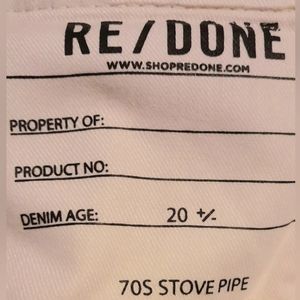 RE/DONE
WWW.SHOPREDONE.COM
PROPERTY OF:
PRODUCT NO:
DENIM AGE: 20 +/-
70S STOVE PIPE